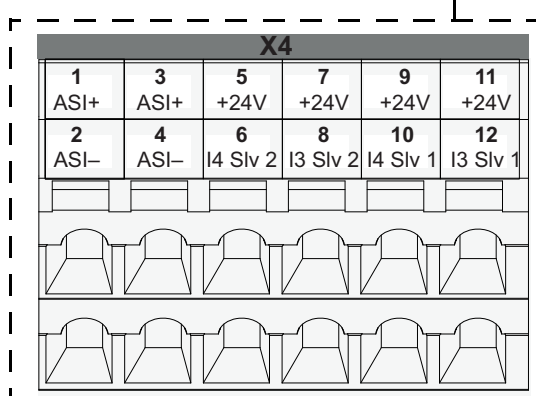 X4
1 3 5 7 9 11
ASI+ ASI+ +24V +24V +24V +24V
2 4 6 8 10 12
ASI– ASI– I4 Slv 2 I3 Slv 2 I4 Slv 1 I3 Slv 1